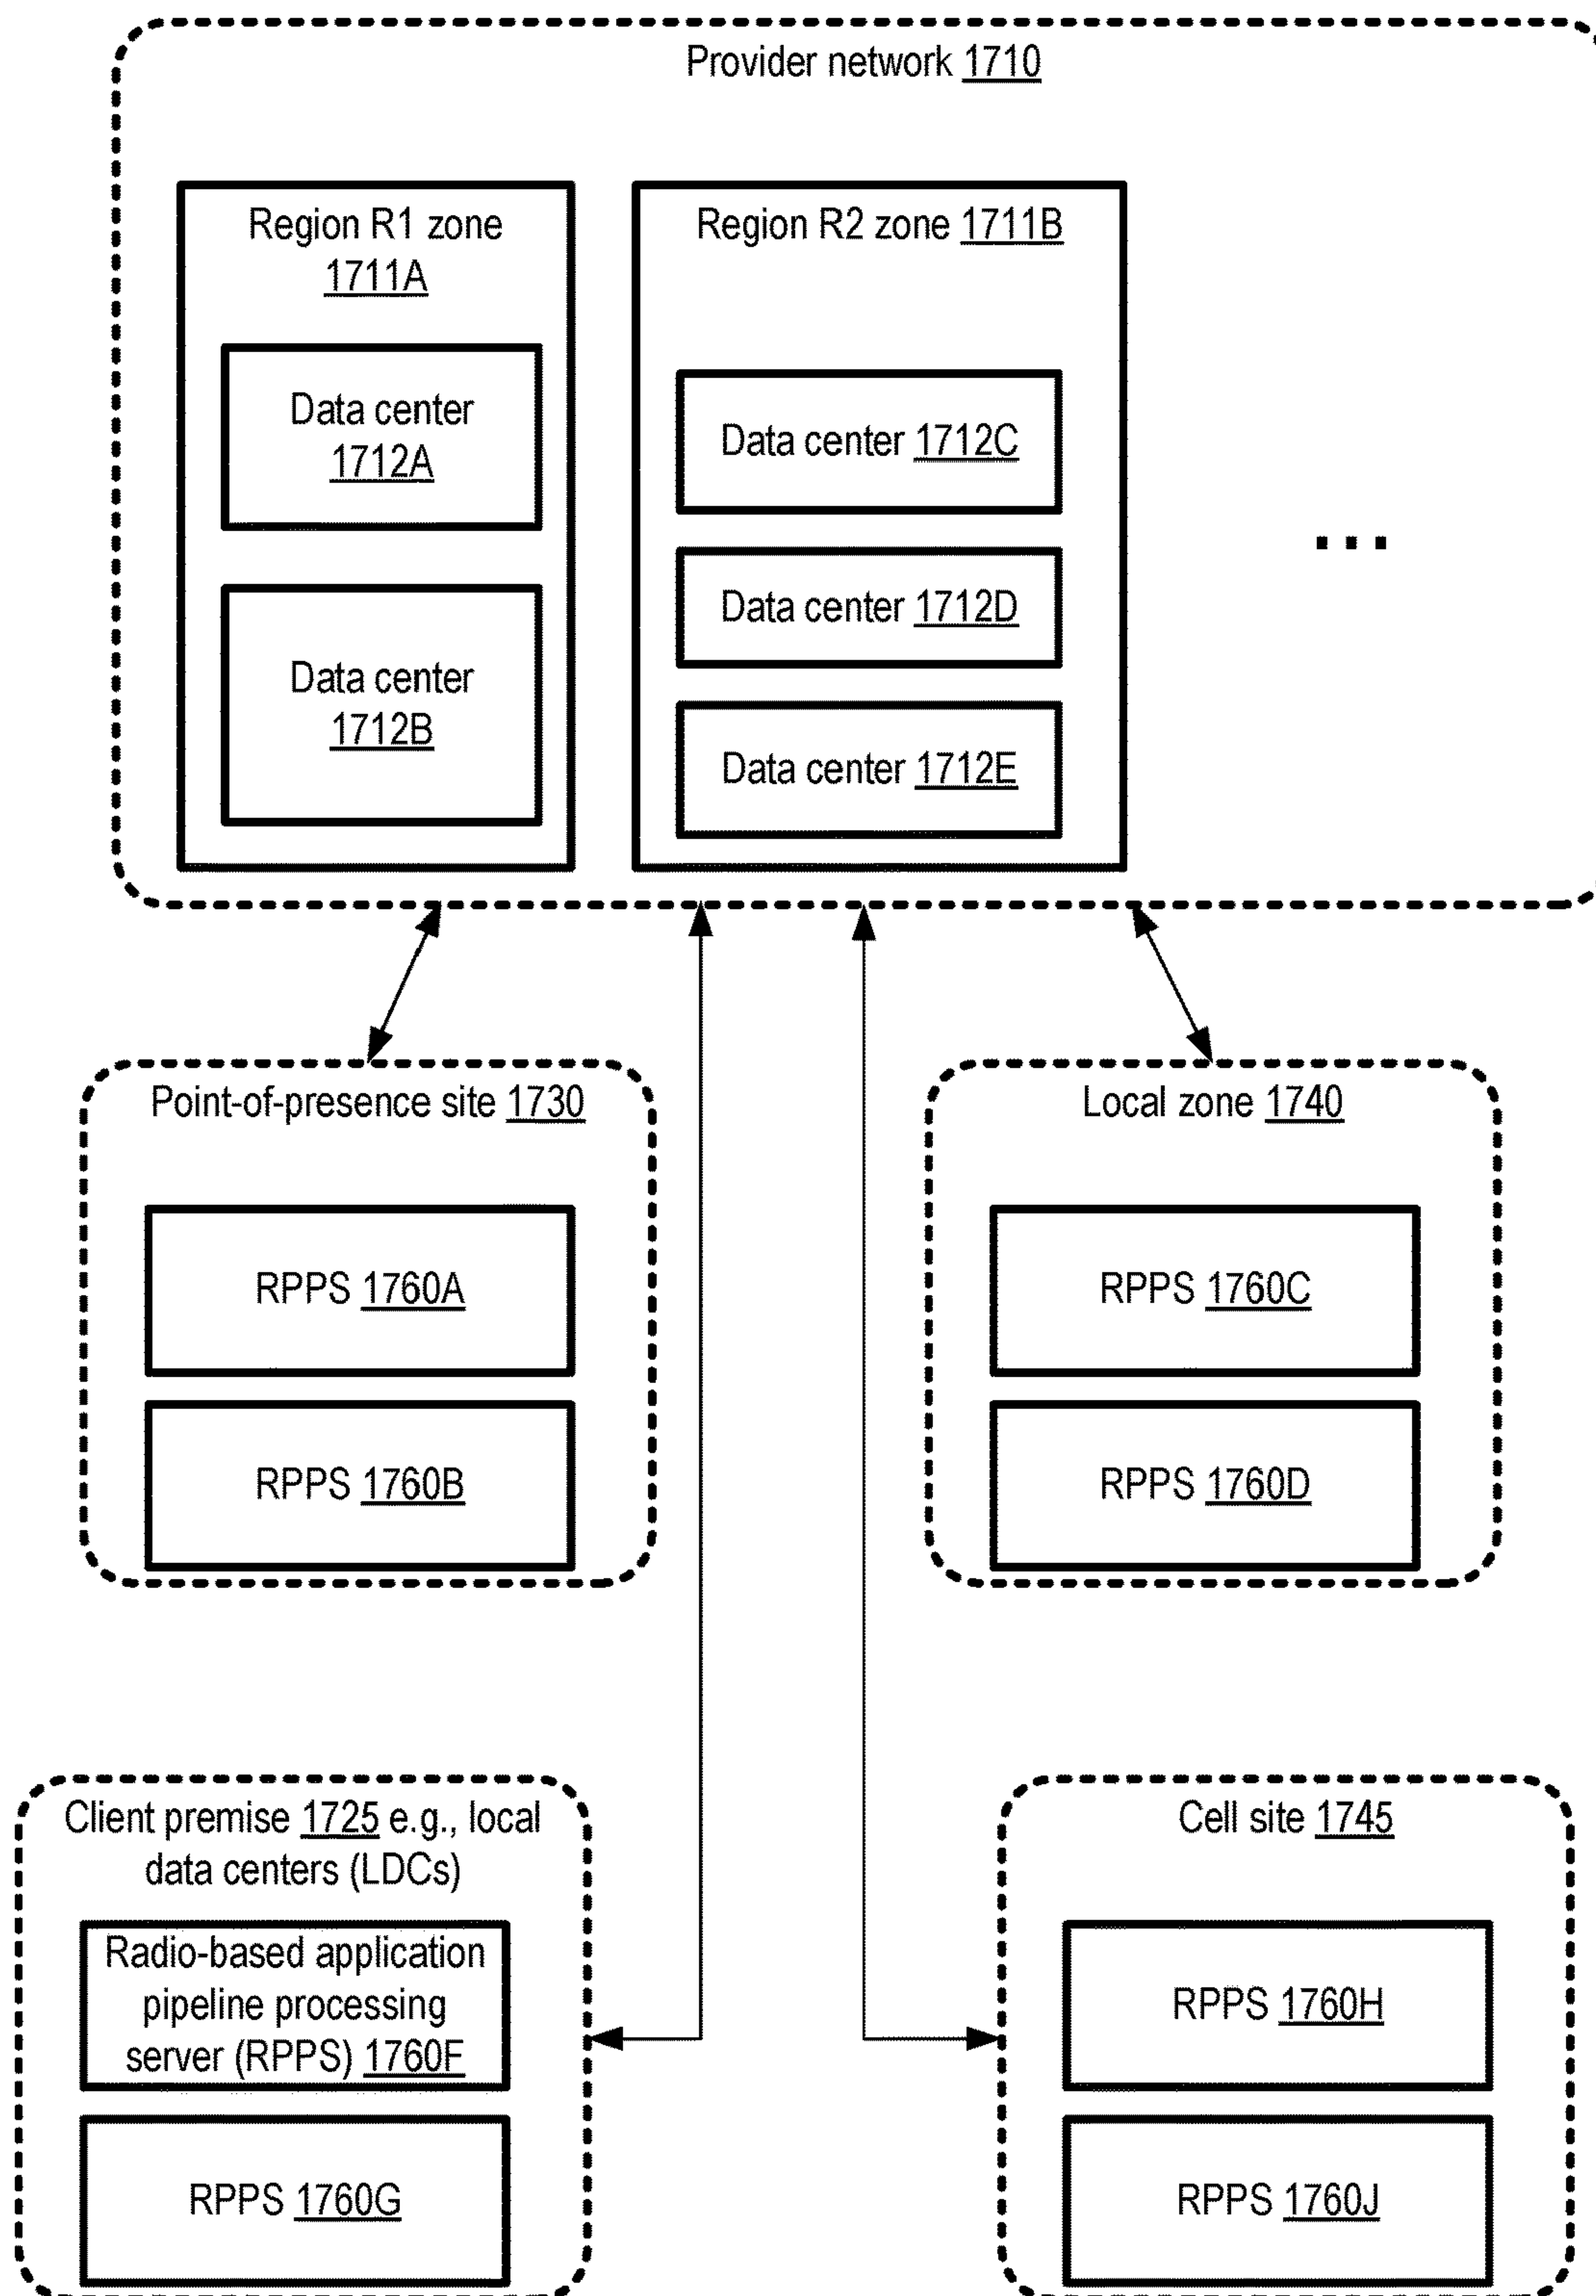 Provider network 1710
Region R1 zone
1711A
Data center
1712A
Data center
1712B
Region R2 zone 1711B
Data center 1712C
Data center 1712D
Data center 1712E
...
Point-of-presence site 1730
RPPS 1760A
RPPS 1760B
Local zone 1740
RPPS 1760C
RPPS 1760D
Client premise 1725 e.g., local
data centers (LDCs)
Radio-based application
pipeline processing
server (RPPS) 1760F
RPPS 1760G
Cell site 1745
RPPS 1760H
RPPS 1760J